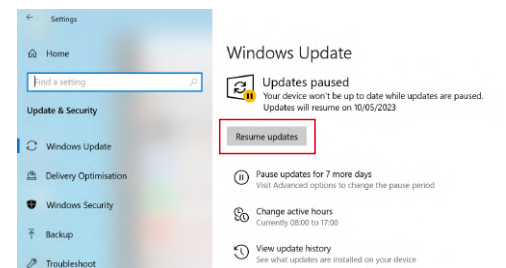 Settings
Home
Find a setting
Update & Security
Windows Update
Delivery Optimisation
Windows Security
Backup
Troubleshoot
Windows Update
Updates paused
Your device won't be up to date while updates are paused.
Updates will resume on 10/05/2023
Resume updates
Pause updates for 7 more days
Visit Advanced options to change the pause period
Change active hours
Currently 08:00 to 17:00
View update history
See what updates are installed on your device